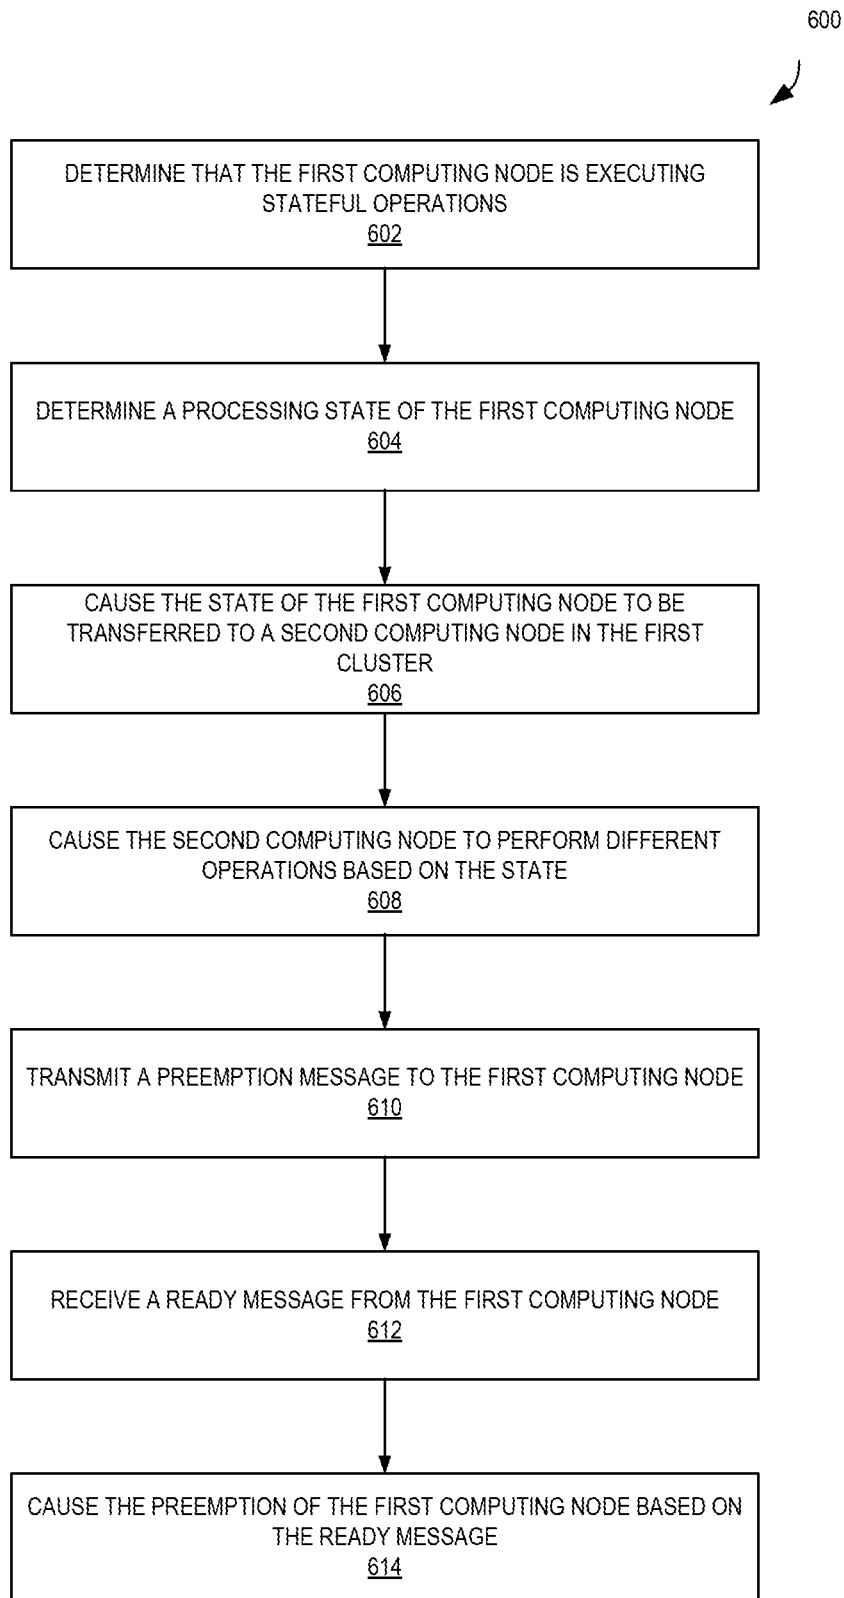 600
DETERMINE THAT THE FIRST COMPUTING NODE IS EXECUTING
STATEFUL OPERATIONS
602
DETERMINE A PROCESSING STATE OF THE FIRST COMPUTING NODE
604
CAUSE THE STATE OF THE FIRST COMPUTING NODE TO BE
TRANSFERRED TO A SECOND COMPUTING NODE IN THE FIRST
CLUSTER
606
CAUSE THE SECOND COMPUTING NODE TO PERFORM DIFFERENT
OPERATIONS BASED ON THE STATE
608
TRANSMIT A PREEMPTION MESSAGE TO THE FIRST COMPUTING NODE
610
RECEIVE A READY MESSAGE FROM THE FIRST COMPUTING NODE
612
CAUSE THE PREEMPTION OF THE FIRST COMPUTING NODE BASED ON
THE READY MESSAGE
614